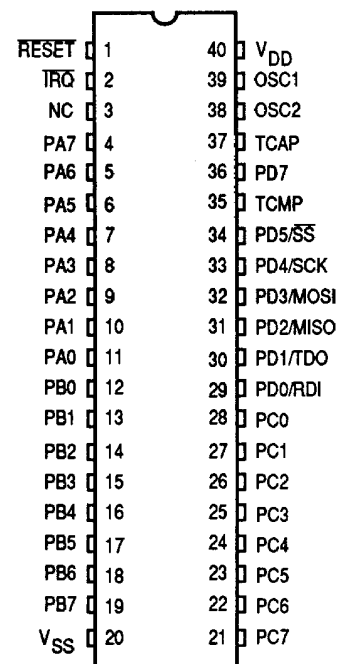 RESET 1 40 VDD
IRQ 2 39 OSC1
NC 3 38 OSC2
PA7 4 37 TCAP
PA6 5 36 PD7
PA5 6 35 TCMP
PA4 7 34 PD5/SS
PA3 8 33 PD4/SCK
PA2 9 32 PD3/MOSI
PA1 10 31 PD2/MISO
PA0 11 30 PD1/TDO
PB0 12 29 PD0/RDI
PB1 13 28 PC0
PB2 14 27 PC1
PB3 15 26 PC2
PB4 16 25 PC3
PB5 17 24 PC4
PB6 18 23 PC5
PB7 19 22 PC6
VSS 20 21 PC7